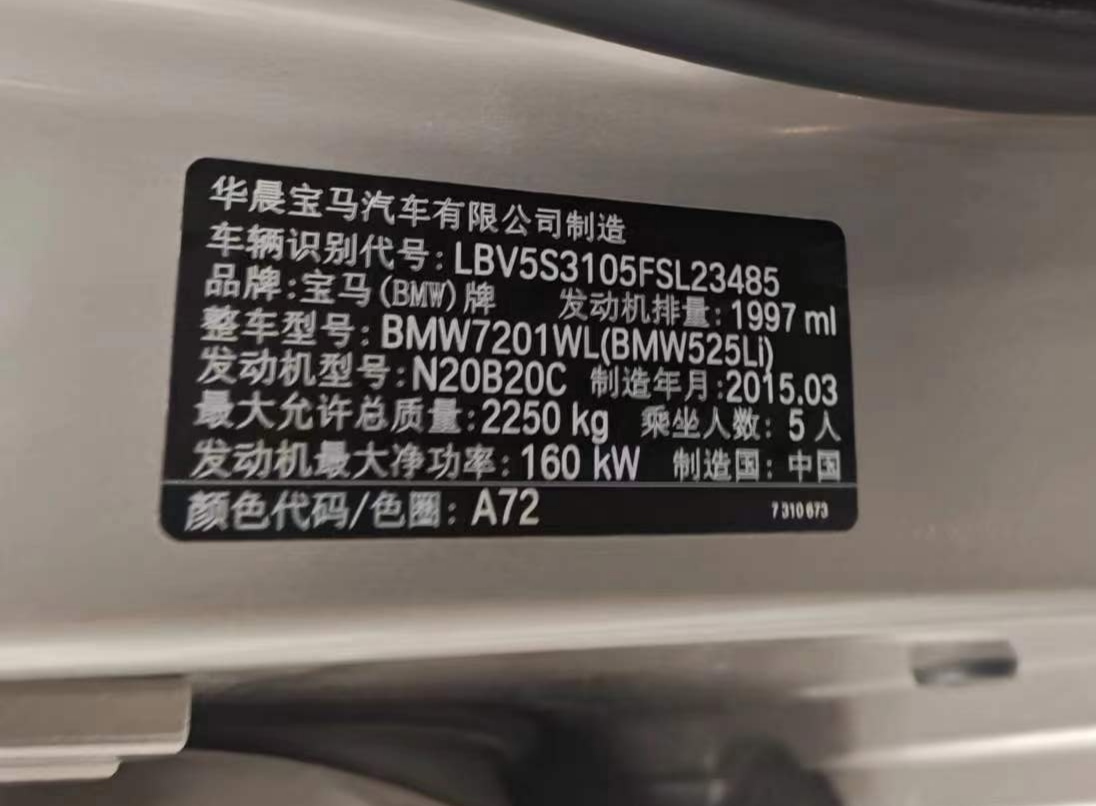 华晨宝马汽车有限公司制造
车辆识别代号:LBV5S3105FSL23485
品牌:宝马(BMW)牌 发动机排量:1997 ml
整车型号:BMW7201WL(BMW525Li)
发动机型号:N20B20C 制造年月:2015.03
最大允许总质量:2250 kg 乘坐人数:5 人
发动机最大净功率:160 kW 制造国:中国
颜色代码/色圈:A72 7310673